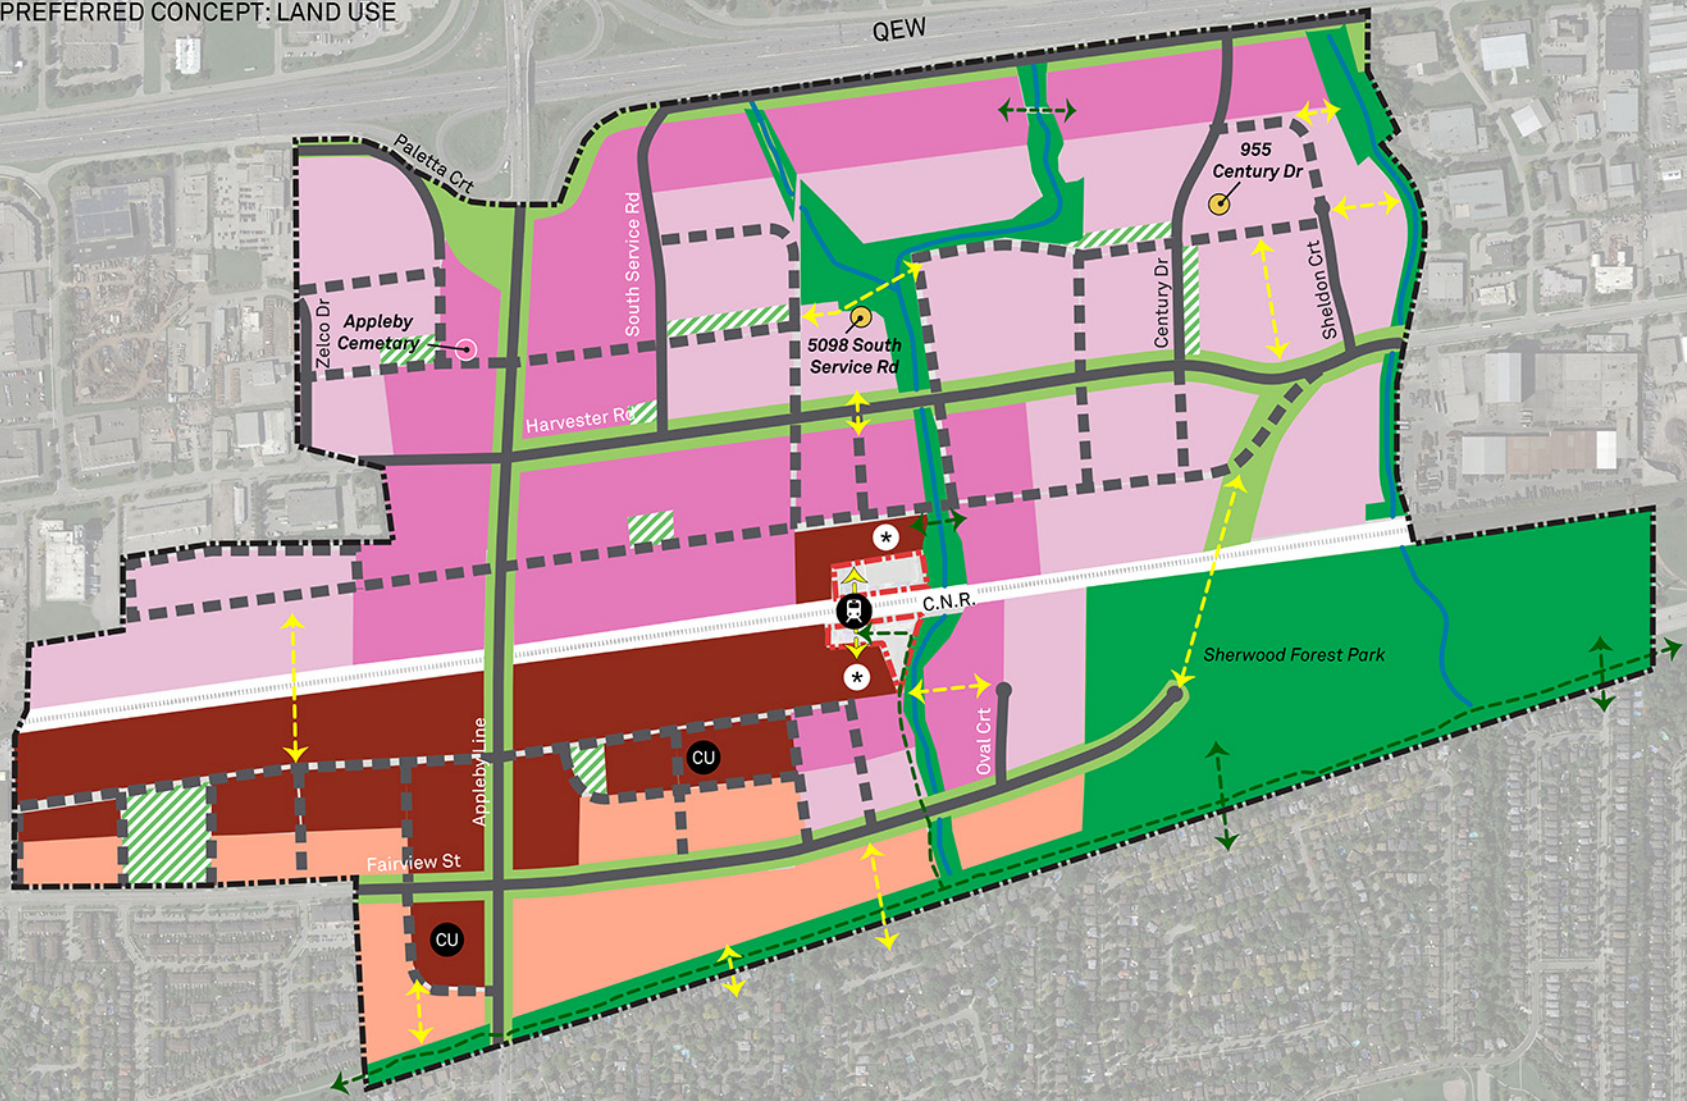 PREFERRED CONCEPT: LAND USE
QEW
Paletta Crt
955
Century Dr
South Service Rd
Zelco Dr
Appleby
Cemetary
5098 South
Service Rd
Century Dr
Sheldon Crt
Harvester Rd
*
C.N.R.
*
Sherwood Forest Park
Oval Crt
Appleby Line
CU
Fairview St
CU